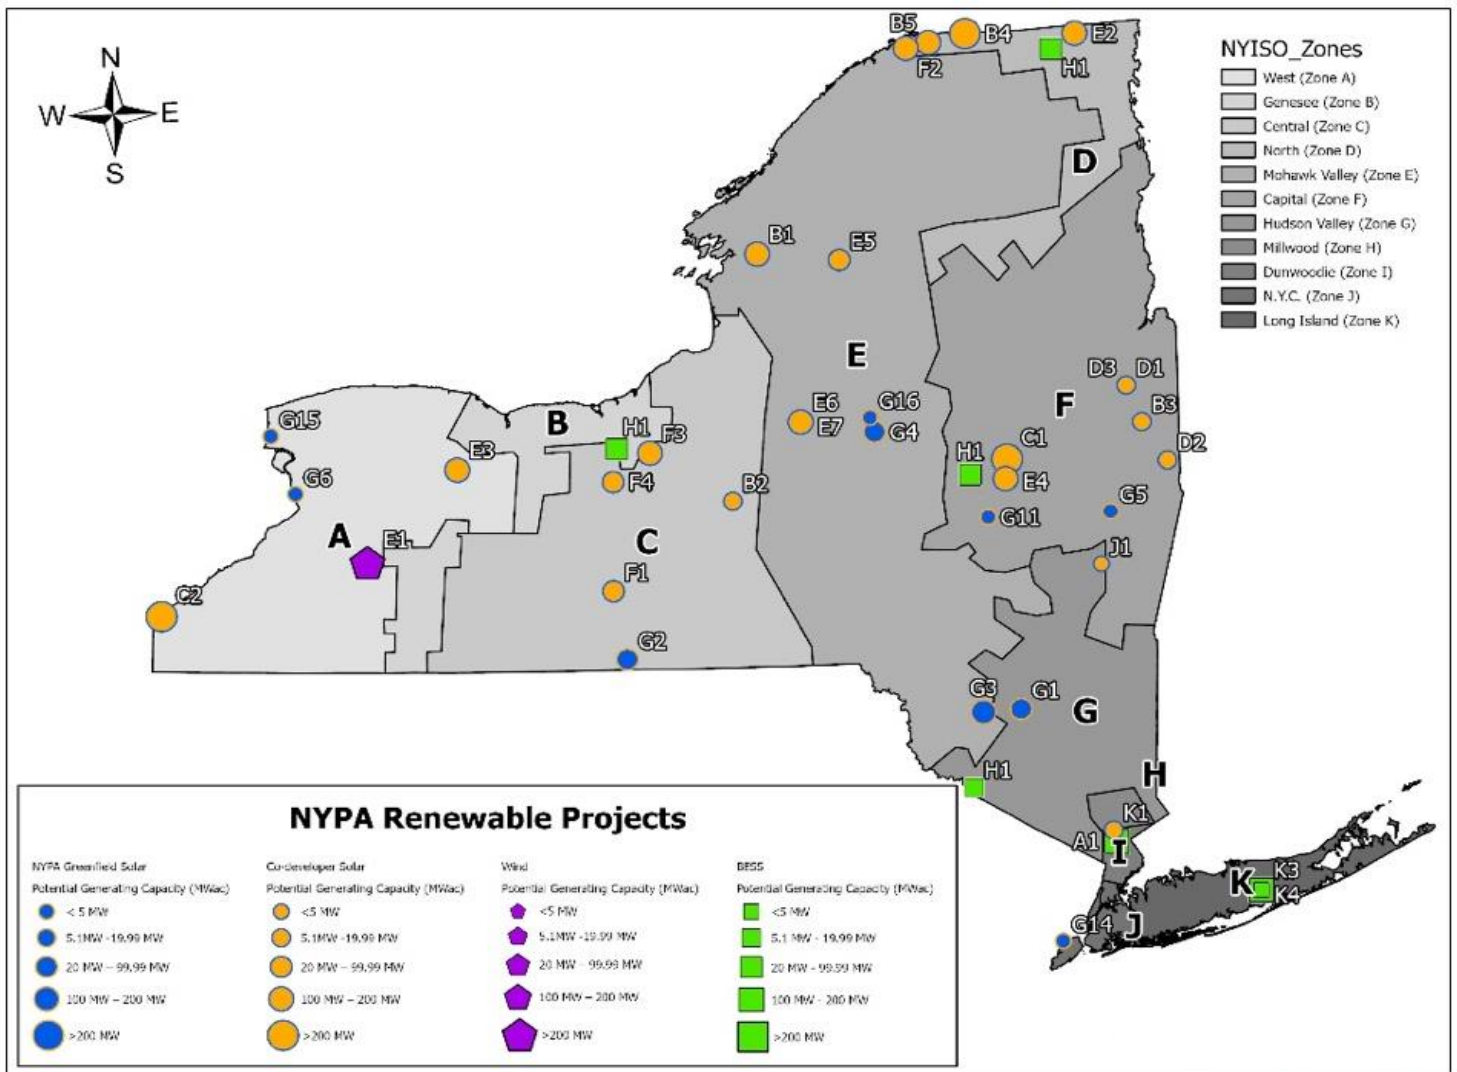 N
W
E
S
NYISO_Zones
West (Zone A)
Genesee (Zone B)
Central (Zone C)
North (Zone D)
Mohawk Valley (Zone E)
Capital (Zone F)
Hudson Valley (Zone G)
Millwood (Zone H)
Dunwoodie (Zone I)
N.Y.C. (Zone J)
Long Island (Zone K)
B5
B4
E2
F2
H1
D
B1
E5
E
F
D3 D1
B3
D2
G15
G6
E3
B
H1
F3
F4
B2
E6
E7
G16
G4
C1
H1
E4
G11
G5
J1
A
E1
C
F1
C2
G2
G3
G1
G
H1
H
K1
A1
I
K
K3
K4
J
G14
NYPA Renewable Projects
NYPA Greenfield Solar
Potential Generating Capacity (MWac)
< 5 MW
5.1MW -19.99 MW
20 MW – 99.99 MW
100 MW – 200 MW
>200 MW
Co-developer Solar
Potential Generating Capacity (MWac)
<5 MW
5.1MW -19.99 MW
20 MW – 99.99 MW
100 MW – 200 MW
>200 MW
Wind
Potential Generating Capacity (MWac)
<5 MW
5.1MW -19.99 MW
20 MW – 99.99 MW
100 MW – 200 MW
>200 MW
BESS
Potential Generating Capacity (MWac)
<5 MW
5.1 MW - 19.99 MW
20 MW - 99.99 MW
100 MW - 200 MW
>200 MW